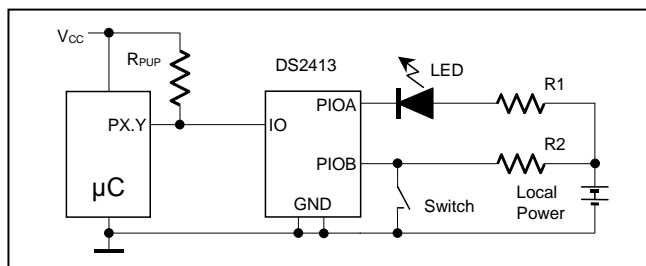 VCC
RPUP
DS2413
LED
R1
PX.Y
IO
PIOA
R2
PIOB
µC
GND
Switch
Local
Power